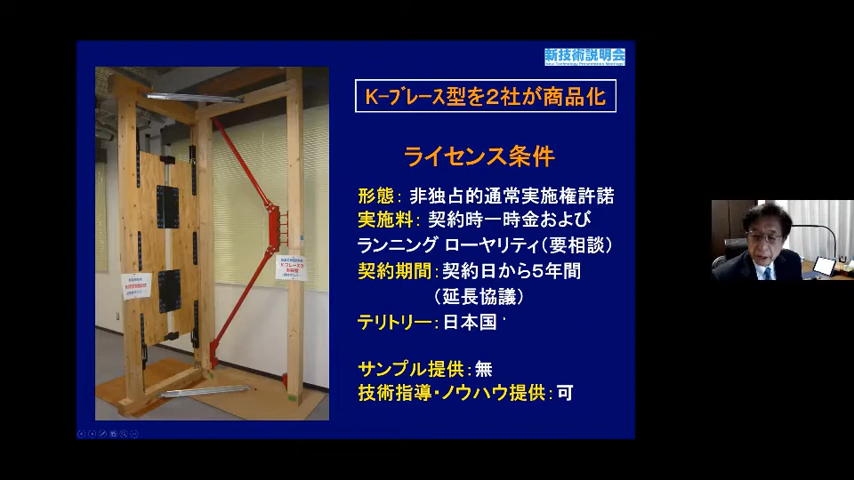 新技術説明会
New Technology Presentation Meetings!
K-ブレース型を2社が商品化
ライセンス条件
形態：非独占的通常実施権許諾
実施料：契約時一時金および
ランニング ローヤリティ（要相談）
契約期間：契約日から5年間
（延長協議）
テリトリー：日本国
サンプル提供：無
技術指導・ノウハウ提供：可